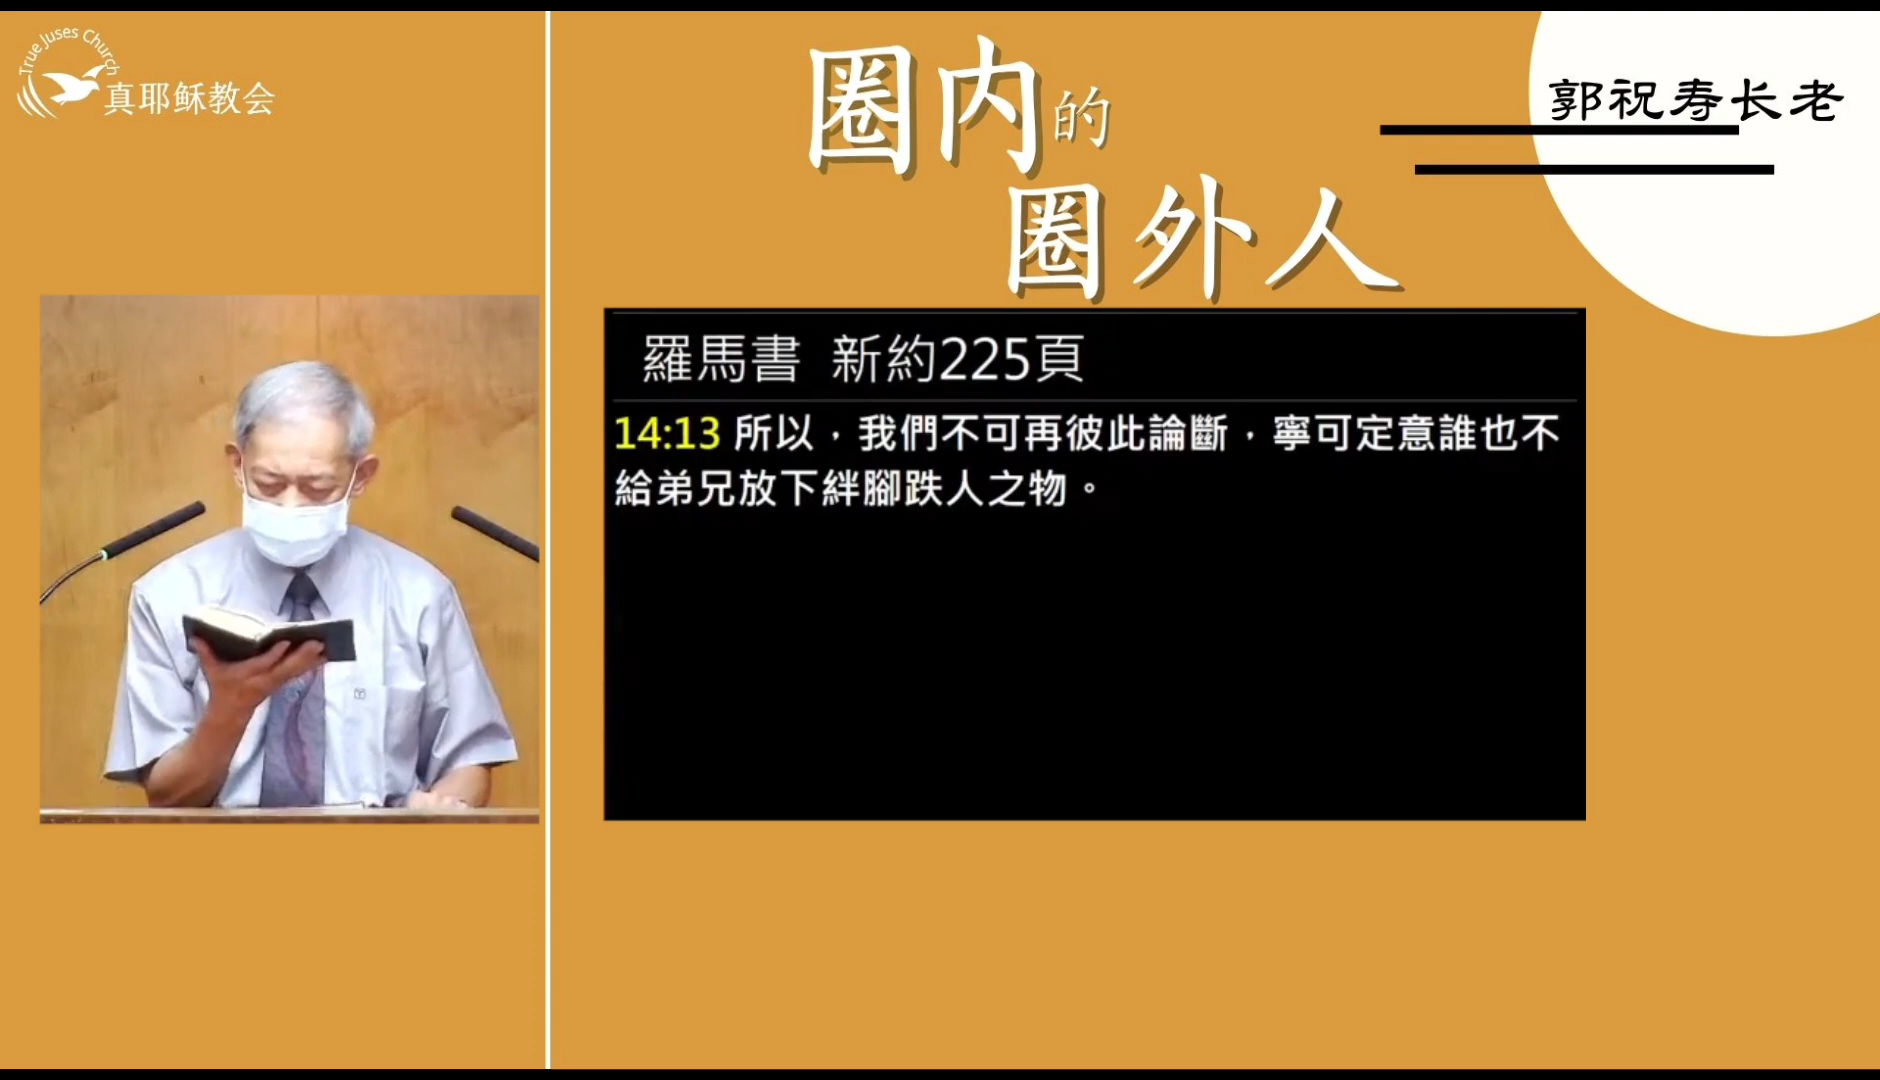 True Juses Church
真耶稣教会
圈内的
圈外人
郭祝寿长老
羅馬書 新約225頁
14:13 所以，我們不可再彼此論斷，寧可定意誰也不
給弟兄放下絆腳跌人之物。